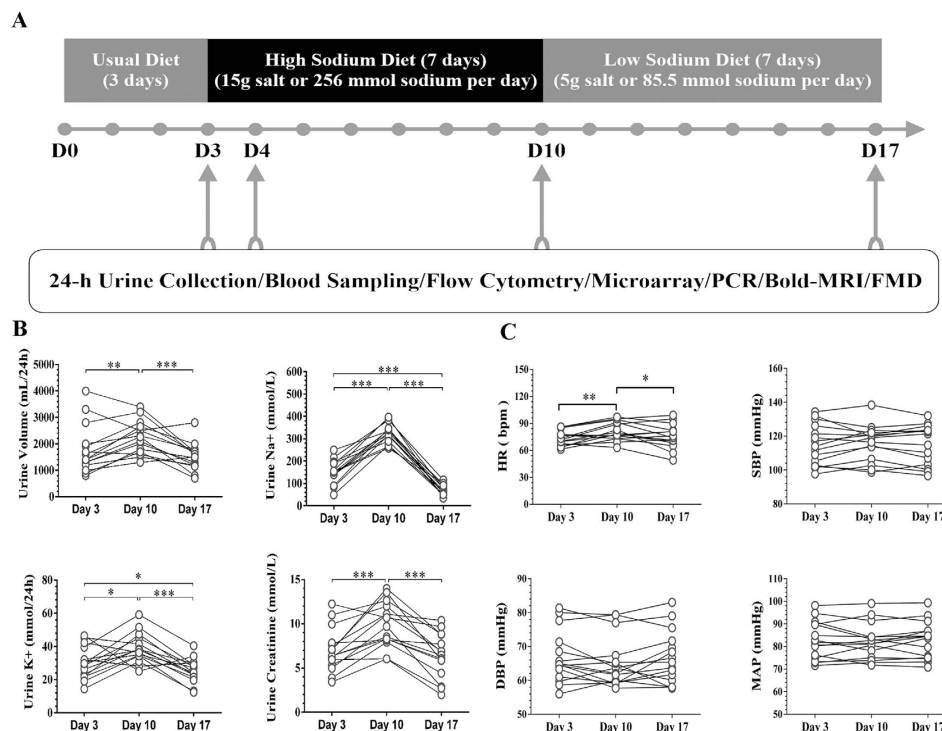 A
Usual Diet
(3 days)
High Sodium Diet (7 days)
(15g salt or 256 mmol sodium per day)
Low Sodium Diet (7 days)
(5g salt or 85.5 mmol sodium per day)
D0
D3
D4
D10
D17
24-h Urine Collection/Blood Sampling/Flow Cytometry/Microarray/PCR/Bold-MRI/FMD
B
Urine Volume (mL/24h)
5000
4000
3000
2000
1000
0
**
***
Day 3
Day 10
Day 17
Urine Na+ (mmol/L)
600
500
400
300
200
100
0
***
***
***
Day 3
Day 10
Day 17
Urine K+ (mmol/24h)
80
60
40
20
0
*
*
***
Day 3
Day 10
Day 17
Urine Creatinine (mmol/L)
15
10
5
0
***
***
Day 3
Day 10
Day 17
C
HR ( bpm )
150
120
90
60
30
0
**
*
Day 3
Day 10
Day 17
SBP (mmHg)
160
140
120
100
80
Day 3
Day 10
Day 17
DBP (mmHg)
90
80
70
60
50
Day 3
Day 10
Day 17
MAP (mmHg)
110
100
90
80
70
60
50
Day 3
Day 10
Day 17